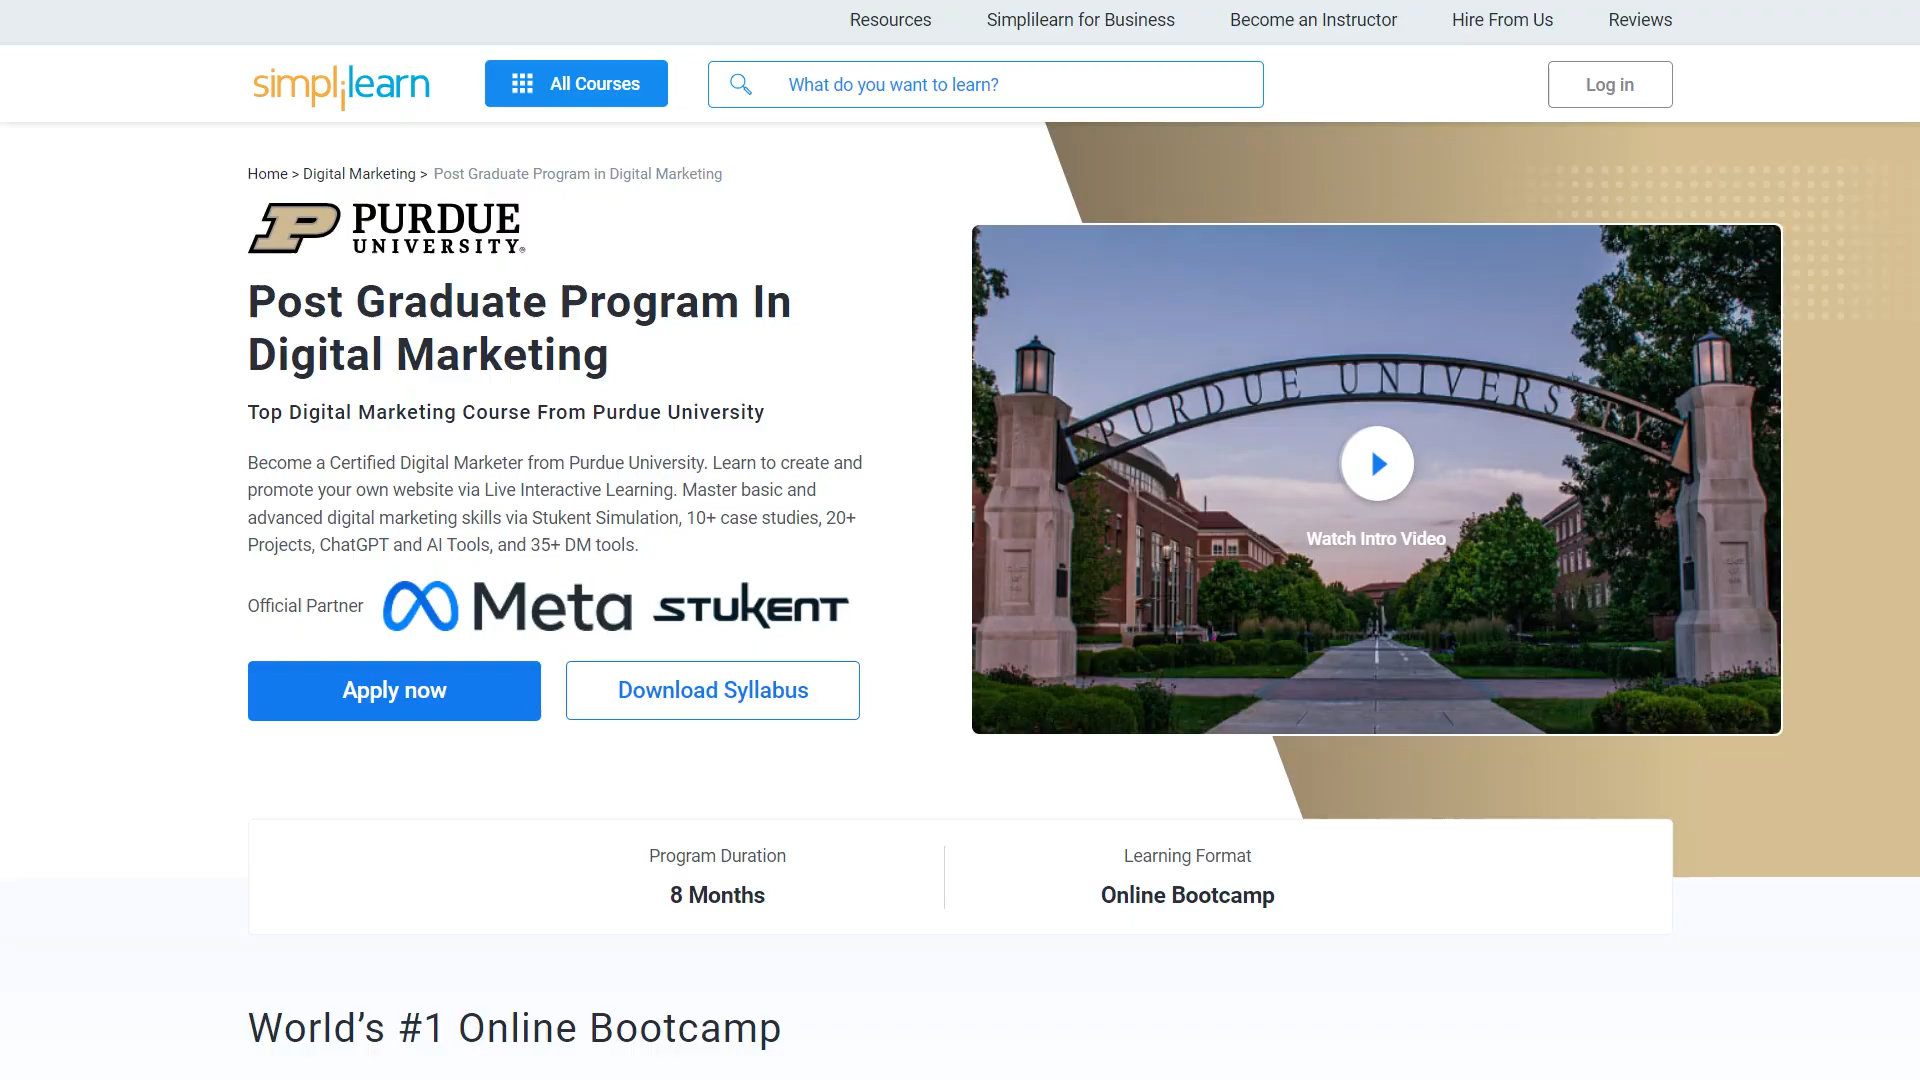 Resources Simplilearn for Business Become an Instructor Hire From Us Reviews
simplilearn All Courses What do you want to learn? Log in
Home > Digital Marketing > Post Graduate Program in Digital Marketing
P PURDUE
UNIVERSITY®
Post Graduate Program In
Digital Marketing
Top Digital Marketing Course From Purdue University
Become a Certified Digital Marketer from Purdue University. Learn to create and
promote your own website via Live Interactive Learning. Master basic and
advanced digital marketing skills via Stukent Simulation, 10+ case studies, 20+
Projects, ChatGPT and AI Tools, and 35+ DM tools.
Official Partner Meta STUKENT
Apply now Download Syllabus
PURDUE UNIVERSITY
Watch Intro Video
Program Duration Learning Format
8 Months Online Bootcamp
World’s #1 Online Bootcamp